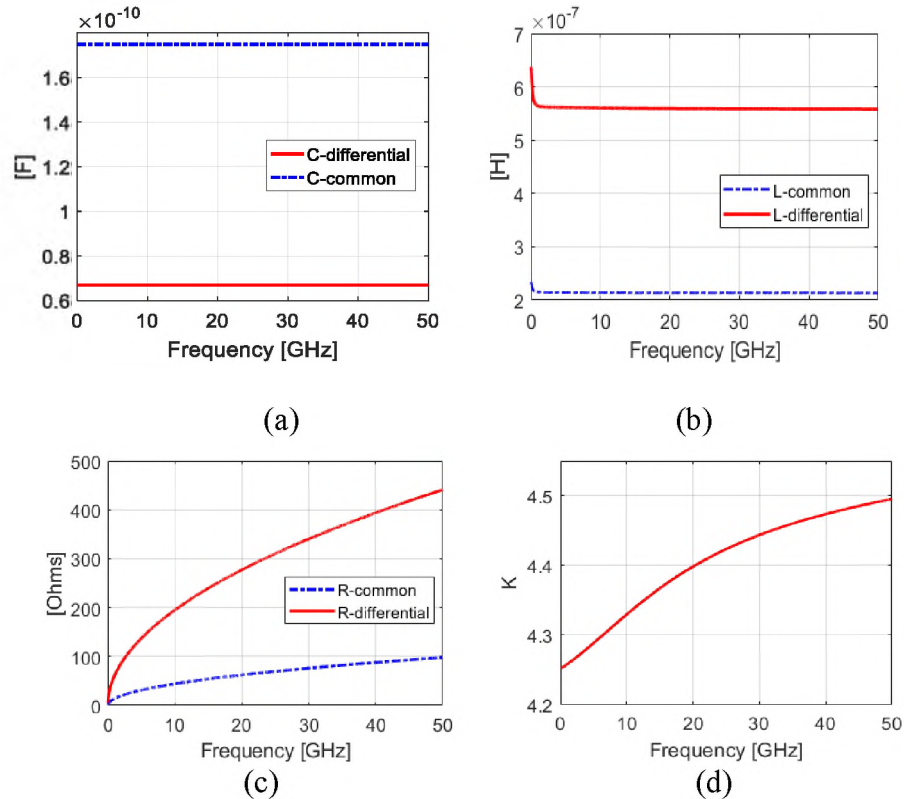 ×10⁻¹⁰
1.6
1.4
1.2
1
0.8
0.6
[F]
C-differential
C-common
0 10 20 30 40 50
Frequency [GHz]
(a)
×10⁻⁷
7
6
5
4
3
2
[H]
L-common
L-differential
0 10 20 30 40 50
Frequency [GHz]
(b)
500
400
300
200
100
0
[Ohms]
R-common
R-differential
0 10 20 30 40 50
Frequency [GHz]
(c)
4.5
4.4
4.3
4.2
K
0 10 20 30 40 50
Frequency [GHz]
(d)